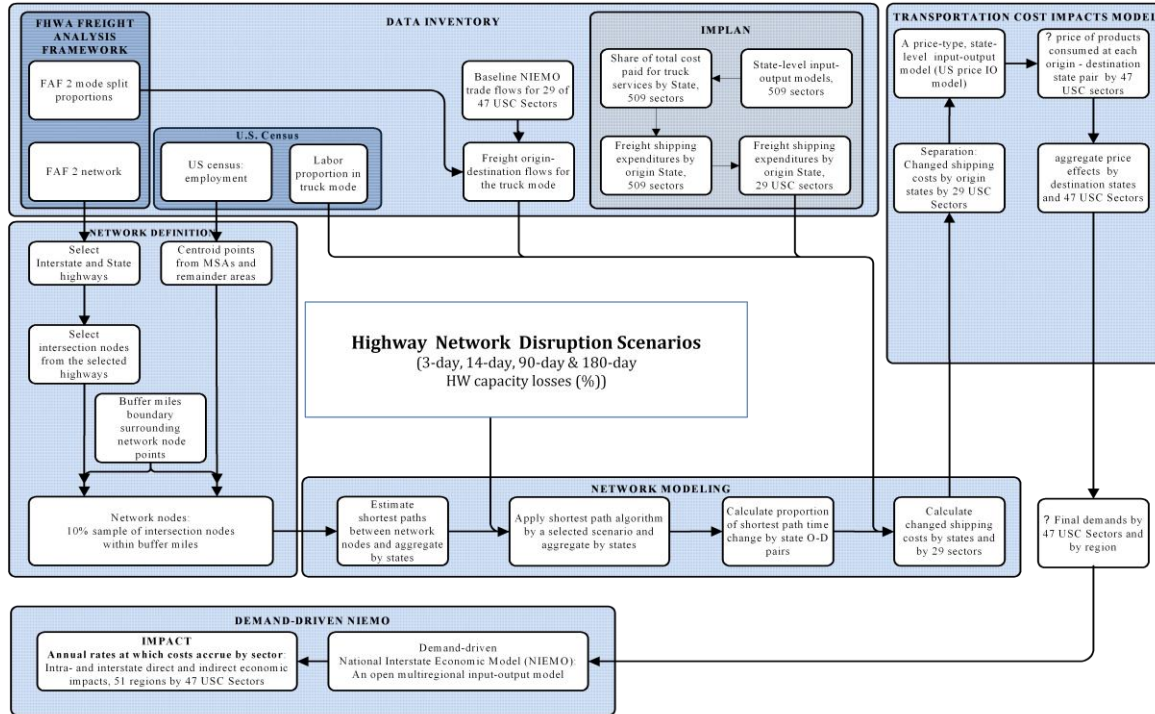 DATA INVENTORY
FHWA FREIGHT
ANALYSIS
FRAMEWORK
FAF 2 mode split
proportions
FAF 2 network
U.S. Census
US census:
employment
Labor
proportion in
truck mode
Baseline NIEMO
trade flows for 29 of
47 USC Sectors
Freight origin-
destination flows
for the truck mode
IMPLAN
Share of total cost
paid for truck
services by State,
509 sectors
State-level input-
output models,
509 sectors
Freight shipping
expenditures by
origin State,
509 sectors
Freight shipping
expenditures by
origin State,
29 USC sectors
TRANSPORTATION COST IMPACTS MODEL
A price-type, state-
level input-output
model (US price IO
model)
? price of products
consumed at each
origin - destination
state pair by 47
USC sectors
Separation:
Changed shipping
costs by origin
states by 29 USC
Sectors
aggregate price
effects by
destination states
and 47 USC Sectors
NETWORK DEFINITION
Select
Interstate and State
highways
Centroid points
from MSAs and
remainder areas
Select
intersection nodes
from the selected
highways
Buffer miles
boundary
surrounding
network node
points
Network nodes:
10% sample of intersection nodes
within buffer miles
Highway Network Disruption Scenarios
(3-day, 14-day, 90-day & 180-day
HW capacity losses (%))
NETWORK MODELING
Estimate
shortest paths
between network
nodes and aggregate
by states
Apply shortest path algorithm
by a selected scenario and
aggregate by states
Calculate proportion
of shortest path time
change by state O-D
pairs
Calculate
changed shipping
costs by states and
by 29 sectors
? Final demands by
47 USC Sectors and
by region
DEMAND-DRIVEN NIEMO
IMPACT
Annual rates at which costs accrue by sector:
Intra- and interstate direct and indirect economic
impacts, 51 regions by 47 USC Sectors
Demand-driven
National Interstate Economic Model (NIEMO):
An open multiregional input-output model